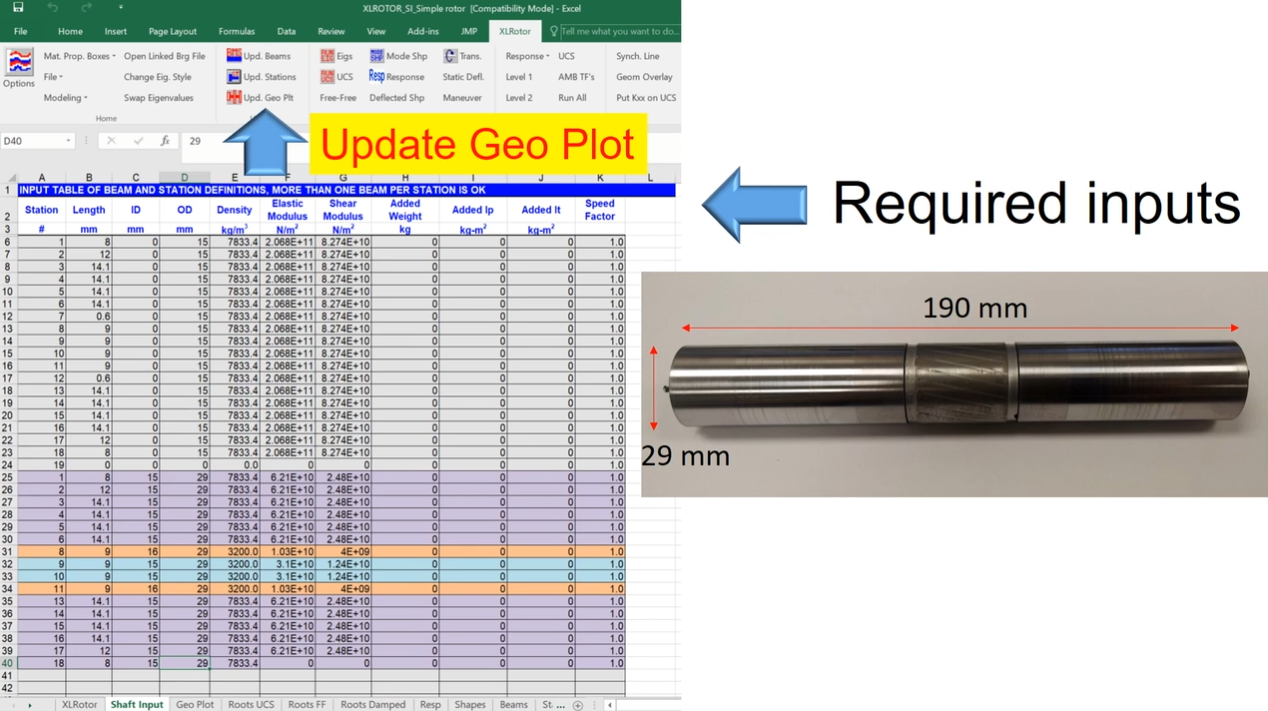 XLROTOR_SI_Simple rotor [Compatibility Mode] - Excel
File Home Insert Page Layout Formulas Data Review View Add-ins JMP XLRotor Tell me what you want to do...
Mat. Prop. Boxes Open Linked Brg File Upd. Beams Eigs Mode Shp Trans. Response UCS Synch. Line
Options File Change Eig. Style Upd. Stations UCS Response Static Defl. Level 1 AMB TF's Geom Overlay
Modeling Swap Eigenvalues Upd. Geo Plt Free-Free Deflected Shp Maneuver Level 2 Run All Put Kxx on UCS
Home
Update Geo Plot
D40 fx 29
A B C D E F G H I J K L
1 INPUT TABLE OF BEAM AND STATION DEFINITIONS, MORE THAN ONE BEAM PER STATION IS OK
2 Station Length ID OD Density Elastic Modulus Shear Modulus Added Weight Added Ip Added It Speed Factor
3 # mm mm mm kg/m³ N/m² N/m² kg kg-m² kg-m²
6 1 8 0 15 7833.4 2.068E+11 8.274E+10 0 0 0 1.0
7 2 12 0 15 7833.4 2.068E+11 8.274E+10 0 0 0 1.0
8 3 14.1 0 15 7833.4 2.068E+11 8.274E+10 0 0 0 1.0
9 4 14.1 0 15 7833.4 2.068E+11 8.274E+10 0 0 0 1.0
10 5 14.1 0 15 7833.4 2.068E+11 8.274E+10 0 0 0 1.0
11 6 14.1 0 15 7833.4 2.068E+11 8.274E+10 0 0 0 1.0
12 7 0.6 0 15 7833.4 2.068E+11 8.274E+10 0 0 0 1.0
13 8 9 0 15 7833.4 2.068E+11 8.274E+10 0 0 0 1.0
14 9 9 0 15 7833.4 2.068E+11 8.274E+10 0 0 0 1.0
15 10 9 0 15 7833.4 2.068E+11 8.274E+10 0 0 0 1.0
16 11 9 0 15 7833.4 2.068E+11 8.274E+10 0 0 0 1.0
17 12 0.6 0 15 7833.4 2.068E+11 8.274E+10 0 0 0 1.0
18 13 14.1 0 15 7833.4 2.068E+11 8.274E+10 0 0 0 1.0
19 14 14.1 0 15 7833.4 2.068E+11 8.274E+10 0 0 0 1.0
20 15 14.1 0 15 7833.4 2.068E+11 8.274E+10 0 0 0 1.0
21 16 14.1 0 15 7833.4 2.068E+11 8.274E+10 0 0 0 1.0
22 17 12 0 15 7833.4 2.068E+11 8.274E+10 0 0 0 1.0
23 18 8 0 15 7833.4 2.068E+11 8.274E+10 0 0 0 1.0
24 19 0 0 0 0.0 0 0 0 0 0 1.0
25 1 8 15 29 7833.4 6.21E+10 2.48E+10 0 0 0 1.0
26 2 12 15 29 7833.4 6.21E+10 2.48E+10 0 0 0 1.0
27 3 14.1 15 29 7833.4 6.21E+10 2.48E+10 0 0 0 1.0
28 4 14.1 15 29 7833.4 6.21E+10 2.48E+10 0 0 0 1.0
29 5 14.1 15 29 7833.4 6.21E+10 2.48E+10 0 0 0 1.0
30 6 14.1 15 29 7833.4 6.21E+10 2.48E+10 0 0 0 1.0
31 8 9 16 29 3200.0 1.03E+10 4E+09 0 0 0 1.0
32 9 9 15 29 3200.0 3.1E+10 1.24E+10 0 0 0 1.0
33 10 9 15 29 3200.0 3.1E+10 1.24E+10 0 0 0 1.0
34 11 9 16 29 3200.0 1.03E+10 4E+09 0 0 0 1.0
35 13 14.1 15 29 7833.4 6.21E+10 2.48E+10 0 0 0 1.0
36 14 14.1 15 29 7833.4 6.21E+10 2.48E+10 0 0 0 1.0
37 15 14.1 15 29 7833.4 6.21E+10 2.48E+10 0 0 0 1.0
38 16 14.1 15 29 7833.4 6.21E+10 2.48E+10 0 0 0 1.0
39 17 12 15 29 7833.4 6.21E+10 2.48E+10 0 0 0 1.0
40 18 8 15 29 7833.4 0 0 0 0 0 1.0
41
42
XLRotor Shaft Input Geo Plot Roots UCS Roots FF Roots Damped Resp Shapes Beams St ...
Required inputs
190 mm
29 mm